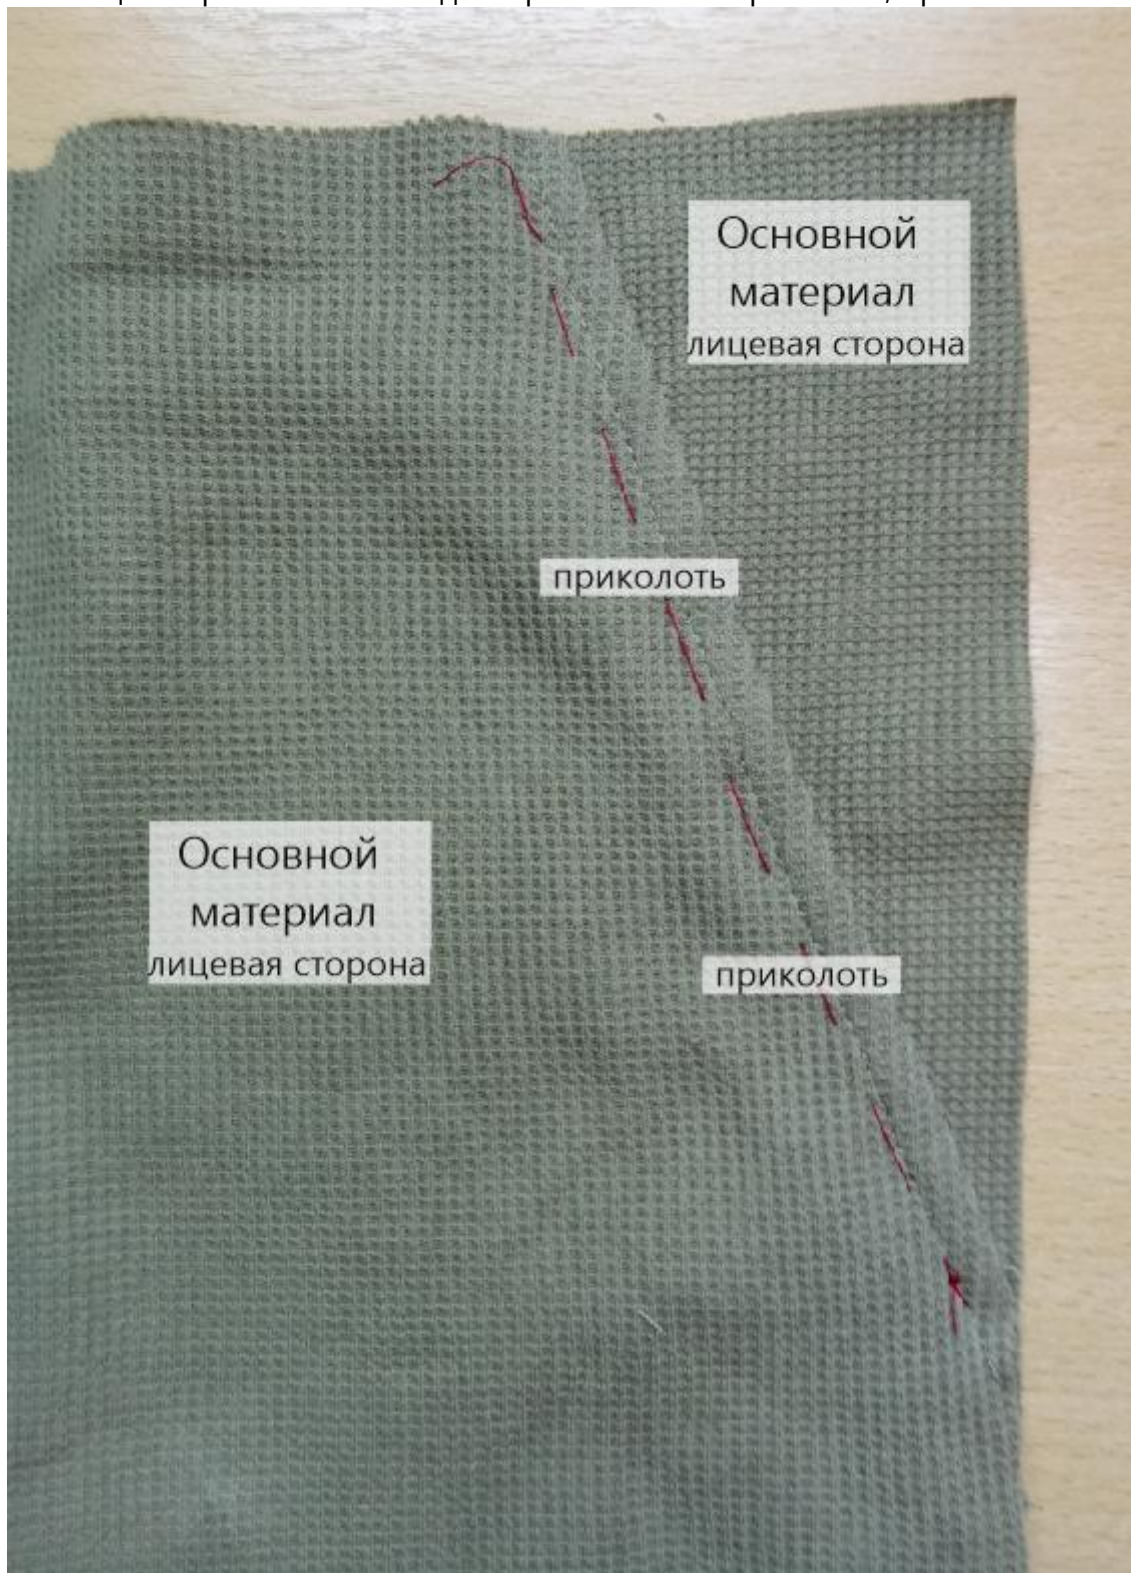 Основной
материал
лицевая сторона
приколоть
Основной
материал
лицевая сторона
приколоть